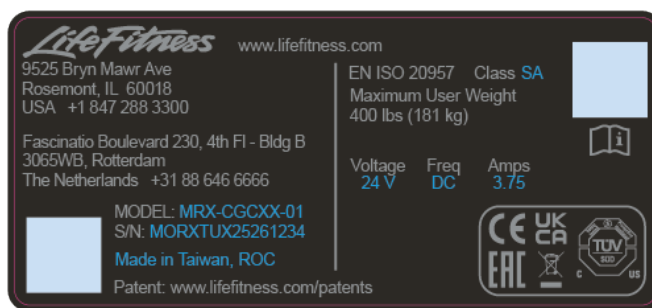 LifeFitness www.lifefitness.com
9525 Bryn Mawr Ave
Rosemont, IL 60018
USA +1 847 288 3300
Fascinatio Boulevard 230, 4th Fl - Bldg B
3065WB, Rotterdam
The Netherlands +31 88 646 6666
MODEL: MRX-CGCXX-01
S/N: MORXTUX25261234
Made in Taiwan, ROC
Patent: www.lifefitness.com/patents
EN ISO 20957 Class SA
Maximum User Weight
400 lbs (181 kg)
Voltage Freq Amps
24 V DC 3.75
i
CE UK CA
EAC
TÜV
SÜD
C US